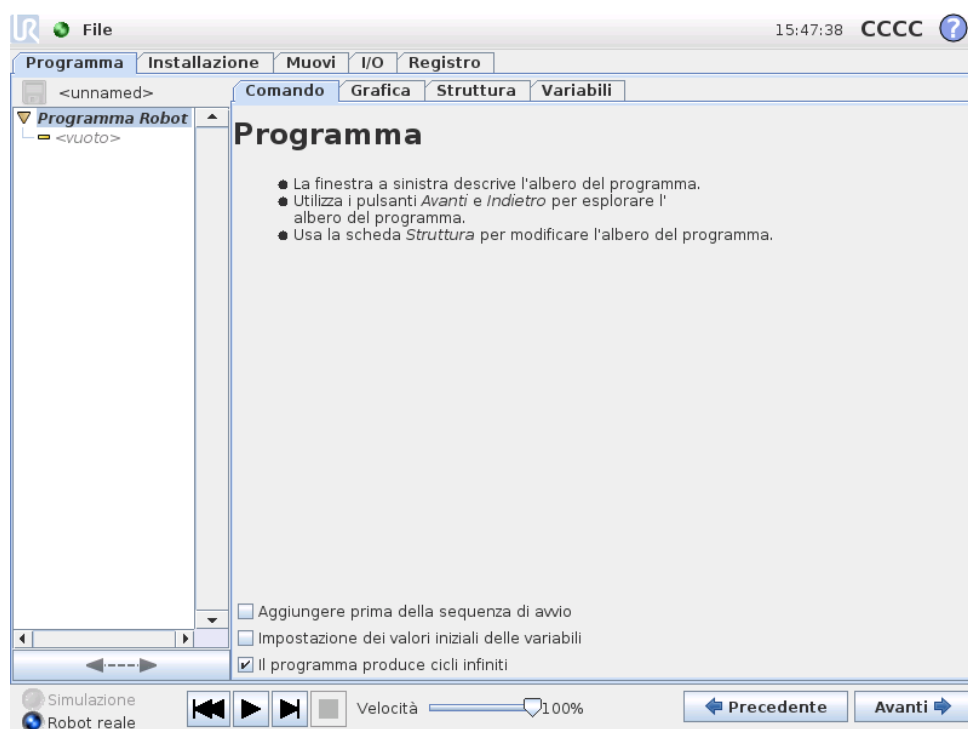 UR File 15:47:38 CCCC ?
Programma Installazione Muovi I/O Registro
<unnamed>
Comando Grafica Struttura Variabili
Programma Robot
<vuoto>
Programma
La finestra a sinistra descrive l'albero del programma.
Utilizza i pulsanti Avanti e Indietro per esplorare l'
albero del programma.
Usa la scheda Struttura per modificare l'albero del programma.
Aggiungere prima della sequenza di avvio
Impostazione dei valori iniziali delle variabili
Il programma produce cicli infiniti
Simulazione
Robot reale
Velocità 100%
Precedente
Avanti